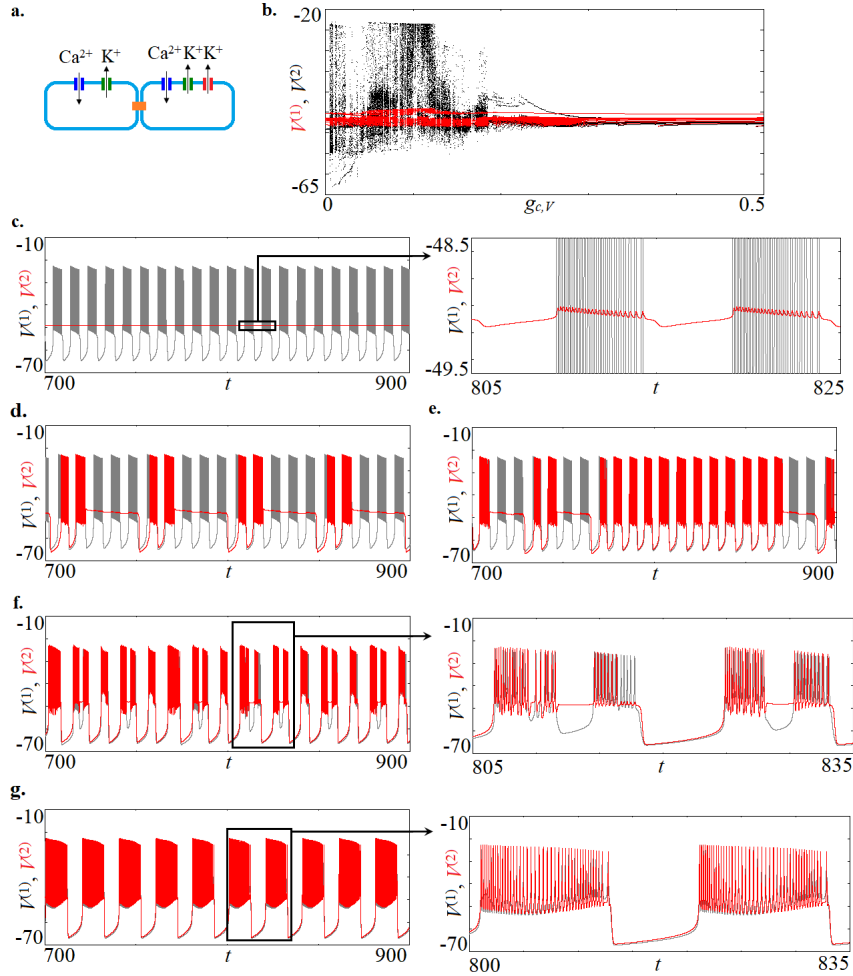 a.
Ca²⁺ K⁺ Ca²⁺K⁺K⁺
b.
V⁽¹⁾, V⁽²⁾
-20
-65
0 g_c,V 0.5
c.
V⁽¹⁾, V⁽²⁾
-10
-70
700 t 900
V⁽¹⁾, V⁽²⁾
-48.5
-49.5
805 t 825
d.
V⁽¹⁾, V⁽²⁾
-10
-70
700 t 900
e.
V⁽¹⁾, V⁽²⁾
-10
-70
700 t 900
f.
V⁽¹⁾, V⁽²⁾
-10
-70
700 t 900
V⁽¹⁾, V⁽²⁾
-10
-70
805 t 835
g.
V⁽¹⁾, V⁽²⁾
-10
-70
700 t 900
V⁽¹⁾, V⁽²⁾
-10
-70
800 t 835